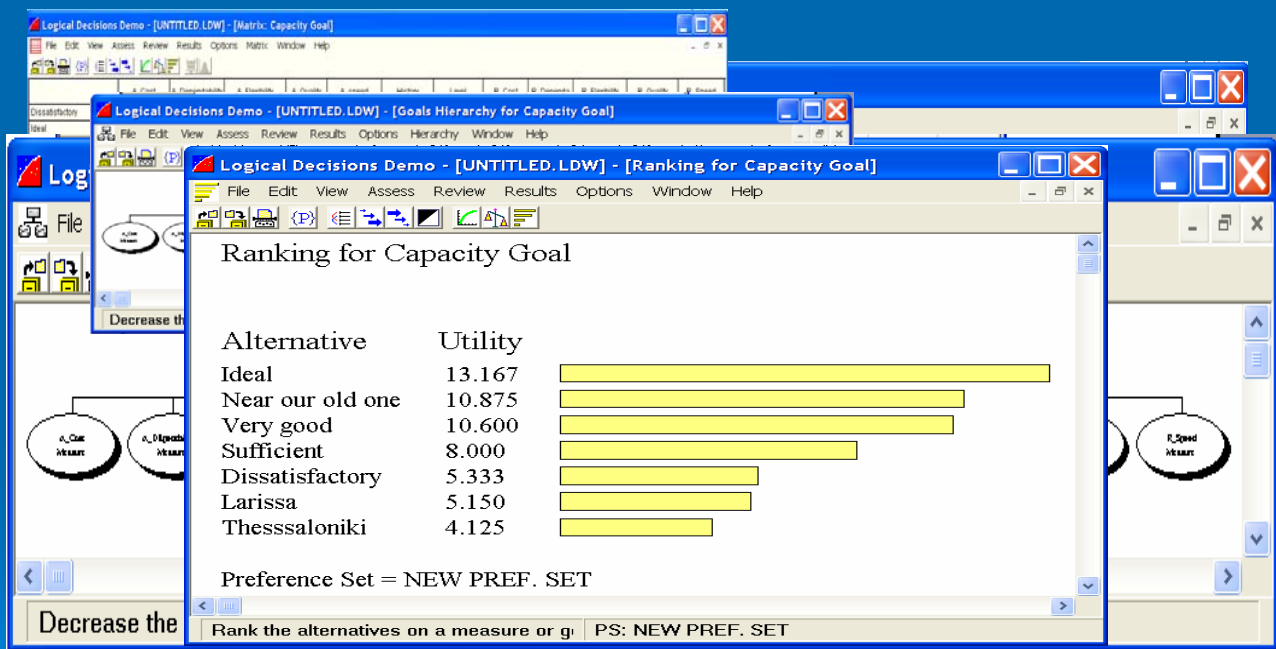 Logical Decisions Demo - [UNTITLED.LDW] - [Matrix: Capacity Goal]
File Edit View Assess Review Results Options Matrix Window Help
Dissatisfactory
Ideal
Logical Decisions Demo - [UNTITLED.LDW] - [Goals Hierarchy for Capacity Goal]
File Edit View Assess Review Results Options Hierarchy Window Help
{P}
Decrease th
Log
File
Decrease the
R_Speed
Measure
Logical Decisions Demo - [UNTITLED.LDW] - [Ranking for Capacity Goal]
File Edit View Assess Review Results Options Window Help
{P}
Ranking for Capacity Goal
Alternative Utility
Ideal 13.167
Near our old one 10.875
Very good 10.600
Sufficient 8.000
Dissatisfactory 5.333
Larissa 5.150
Thesssaloniki 4.125
Preference Set = NEW PREF. SET
Rank the alternatives on a measure or g PS: NEW PREF. SET